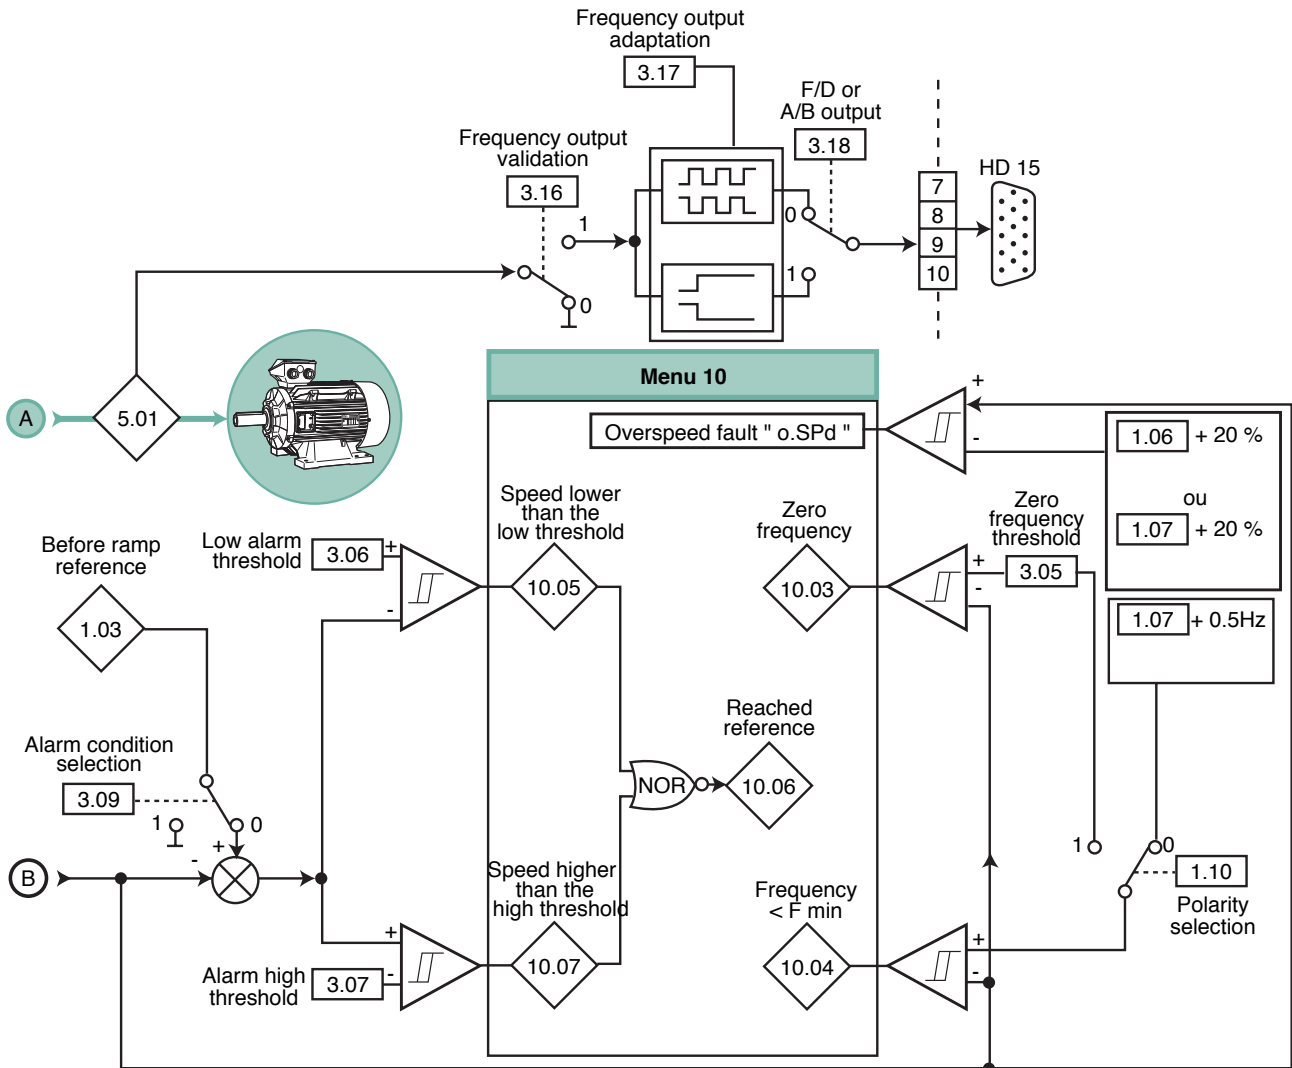 Frequency output
adaptation
3.17
F/D or
A/B output
3.18
Frequency output
validation
3.16
1
0
0
1
7
8
9
10
HD 15
A
5.01
Menu 10
Overspeed fault " o.SPd "
+
-
1.06 + 20 %
ou
1.07 + 20 %
Before ramp
reference
1.03
Low alarm
threshold
3.06
+
-
Speed lower
than the
low threshold
10.05
Zero
frequency
10.03
+
-
Zero
frequency
threshold
3.05
1.07 + 0.5Hz
Alarm condition
selection
3.09
1
0
+
-
B
NOR
Reached
reference
10.06
1
0
1.10
Polarity
selection
Speed higher
than the
high threshold
10.07
+
-
Alarm high
threshold
3.07
Frequency
< F min
10.04
+
-